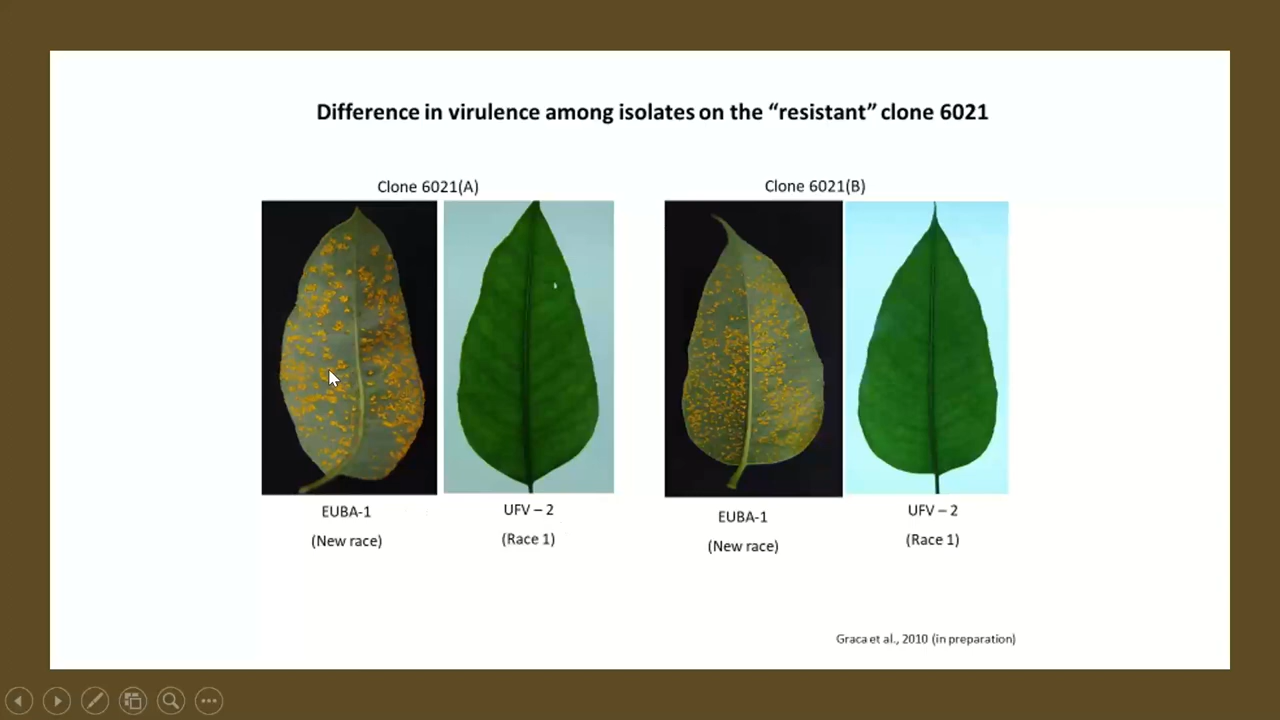 Difference in virulence among isolates on the “resistant” clone 6021
Clone 6021(A)
Clone 6021(B)
EUBA-1
(New race)
UFV – 2
(Race 1)
EUBA-1
(New race)
UFV – 2
(Race 1)
Graca et al., 2010 (in preparation)